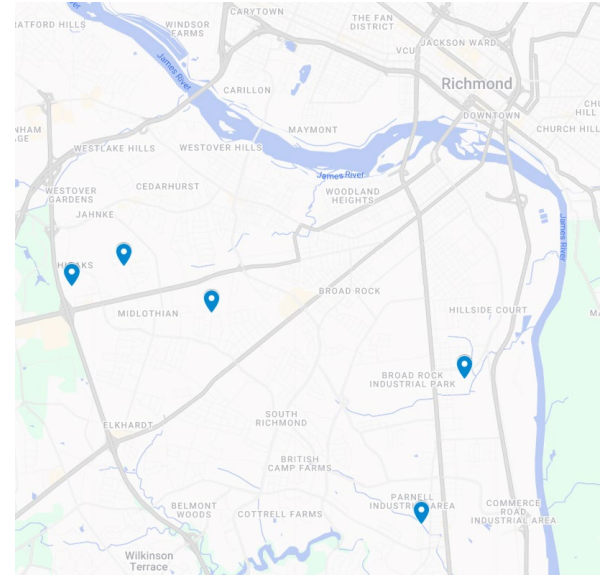 CARYTOWN
RATFORD HILLS
WINDSOR
FARMS
THE FAN
DISTRICT
VCU
JACKSON WARD
James River
Richmond
CARILLON
DOWNTOWN
CHURCH HILL
MAYMONT
WESTLAKE HILLS
WESTOVER HILLS
James River
CEDARHURST
WOODLAND
HEIGHTS
WESTOVER
GARDENS
JAHNKE
James River
BROAD ROCK
MIDLOTHIAN
HILLSIDE COURT
BROAD ROCK
INDUSTRIAL PARK
SOUTH
RICHMOND
ELKHARDT
BRITISH
CAMP FARMS
PARNELL
INDUSTRIAL AREA
BELMONT
WOODS
COTTRELL FARMS
COMMERCE
ROAD
INDUSTRIAL AREA
Wilkinson
Terrace